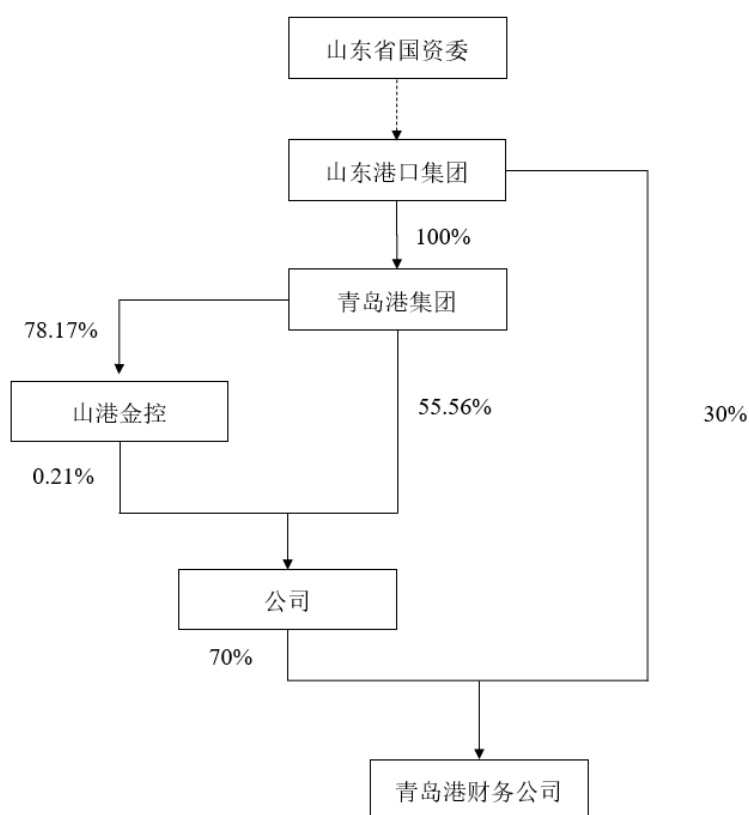 山东省国资委
山东港口集团
100%
青岛港集团
78.17%
山港金控
55.56%
30%
0.21%
公司
70%
青岛港财务公司